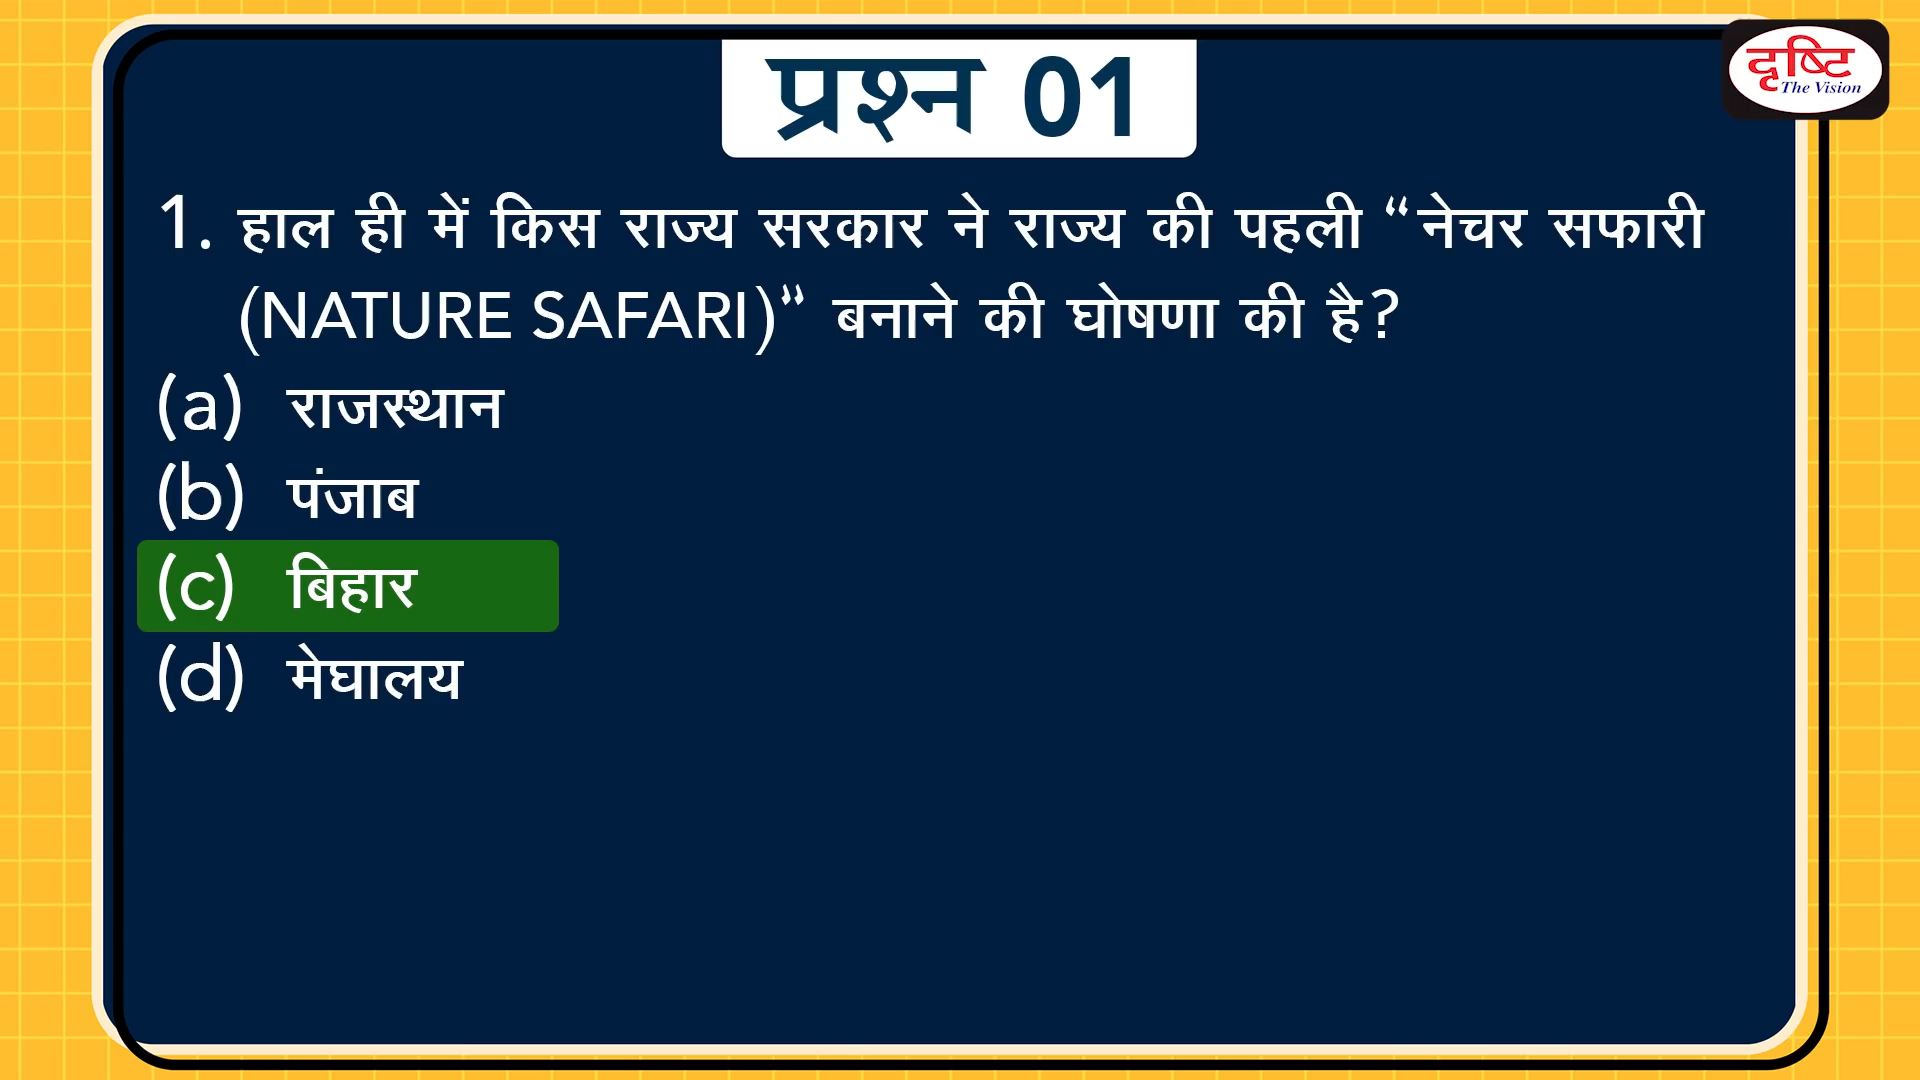 प्रश्न 01
दृष्टि
The Vision
1. हाल ही में किस राज्य सरकार ने राज्य की पहली “नेचर सफारी
(NATURE SAFARI)” बनाने की घोषणा की है?
(a) राजस्थान
(b) पंजाब
(c) बिहार
(d) मेघालय